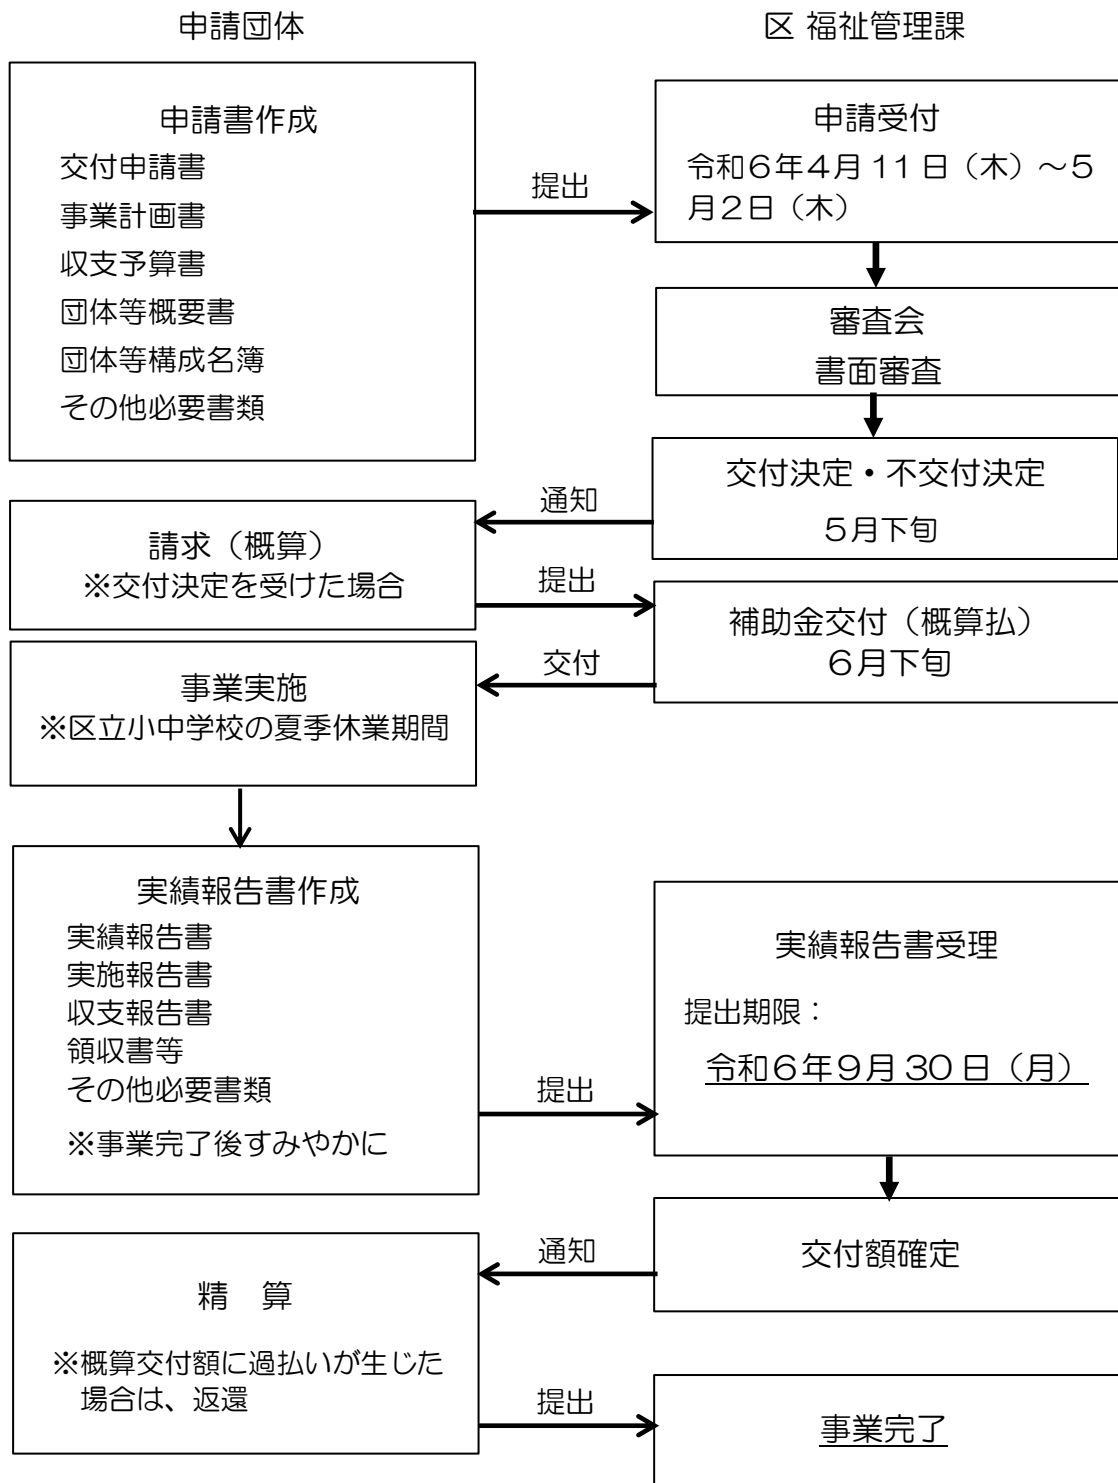 申請団体
区 福祉管理課
申請書作成
交付申請書
事業計画書
収支予算書
団体等概要書
団体等構成名簿
その他必要書類
提出
申請受付
令和6年4月 11 日（木）～5
月2日（木）
審査会
書面審査
交付決定・不交付決定
5月下旬
通知
請求（概算）
※交付決定を受けた場合
提出
補助金交付（概算払）
6月下旬
交付
事業実施
※区立小中学校の夏季休業期間
実績報告書作成
実績報告書
実施報告書
収支報告書
領収書等
その他必要書類
※事業完了後すみやかに
提出
実績報告書受理
提出期限：
令和6年9月 30 日（月）
交付額確定
通知
精　算
※概算交付額に過払いが生じた
場合は、返還
提出
事業完了